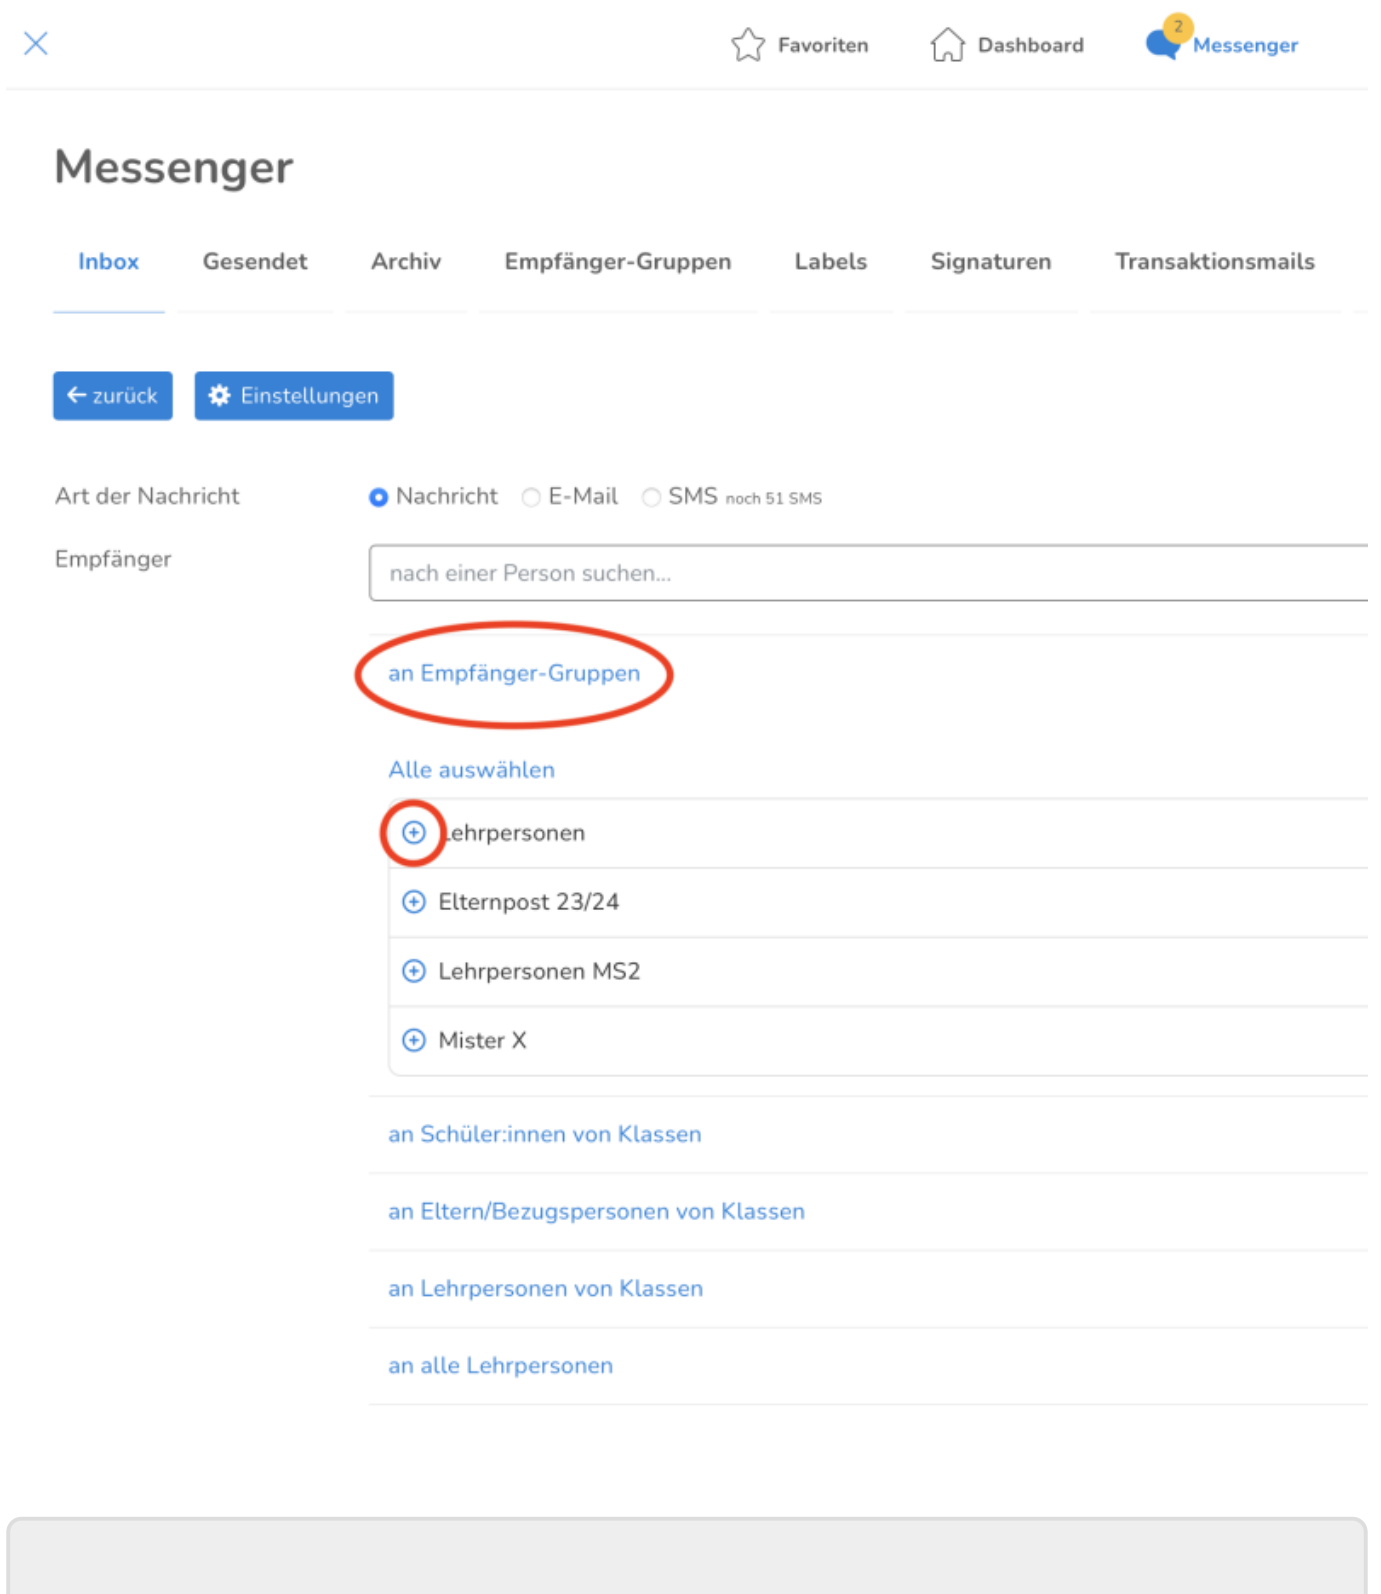 Favoriten Dashboard 2 Messenger
Messenger
Inbox Gesendet Archiv Empfänger-Gruppen Labels Signaturen Transaktionsmails
zurück Einstellungen
Art der Nachricht Nachricht E-Mail SMS noch 51 SMS
Empfänger nach einer Person suchen...
an Empfänger-Gruppen
Alle auswählen
Lehrpersonen
Elternpost 23/24
Lehrpersonen MS2
Mister X
an Schüler:innen von Klassen
an Eltern/Bezugspersonen von Klassen
an Lehrpersonen von Klassen
an alle Lehrpersonen